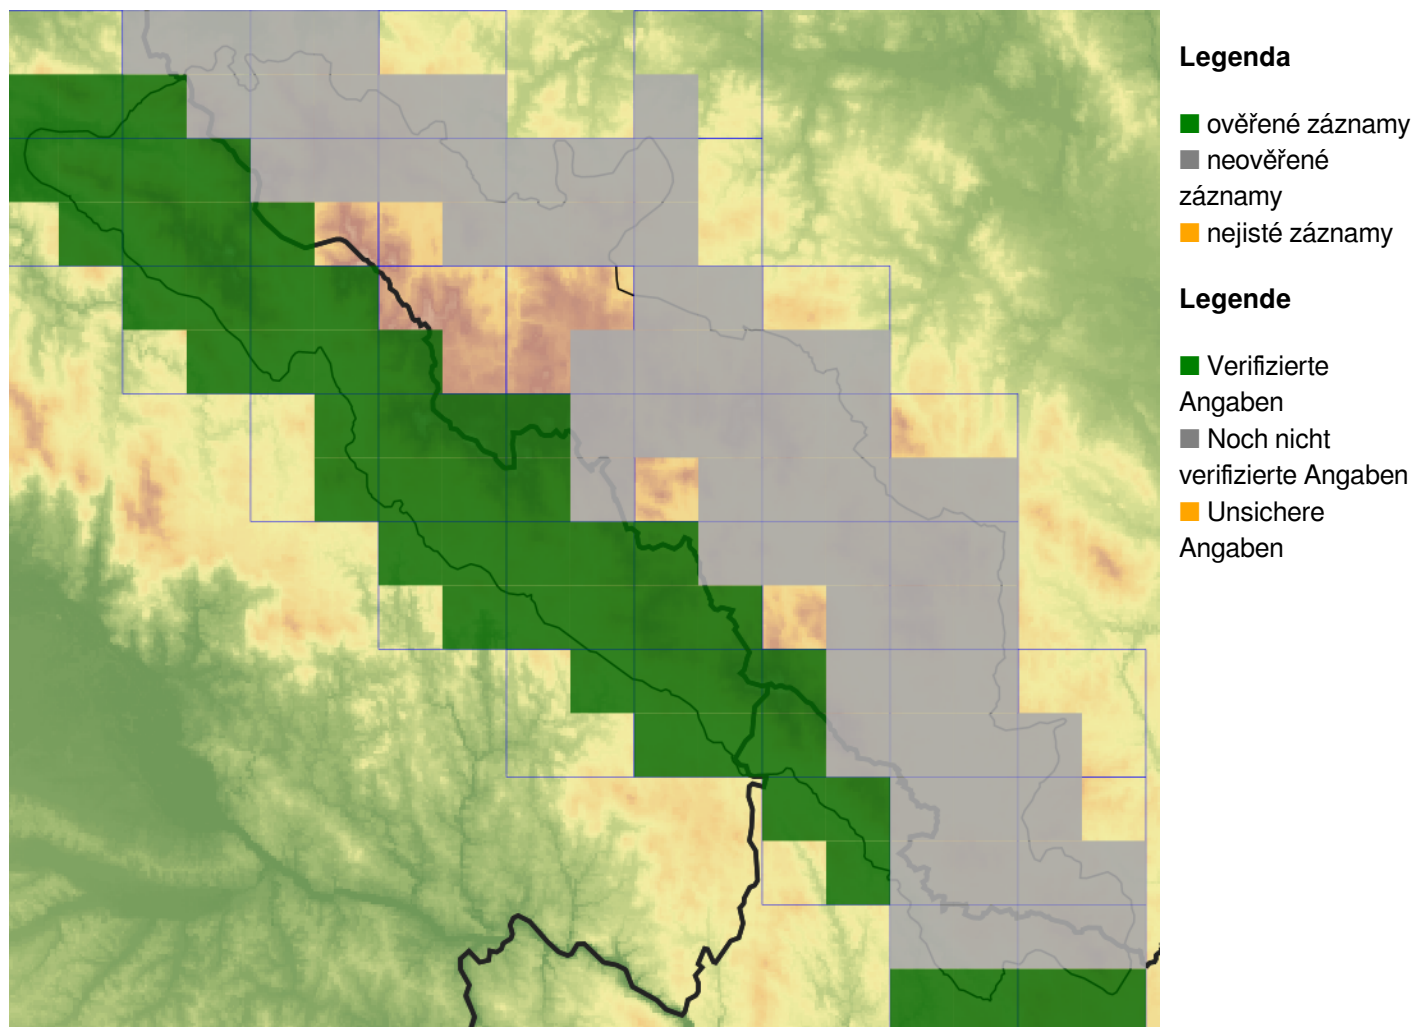 Legenda
ověřené záznamy
neověřené
záznamy
nejisté záznamy
Legende
Verifizierte
Angaben
Noch nicht
verifizierte Angaben
Unsichere
Angaben